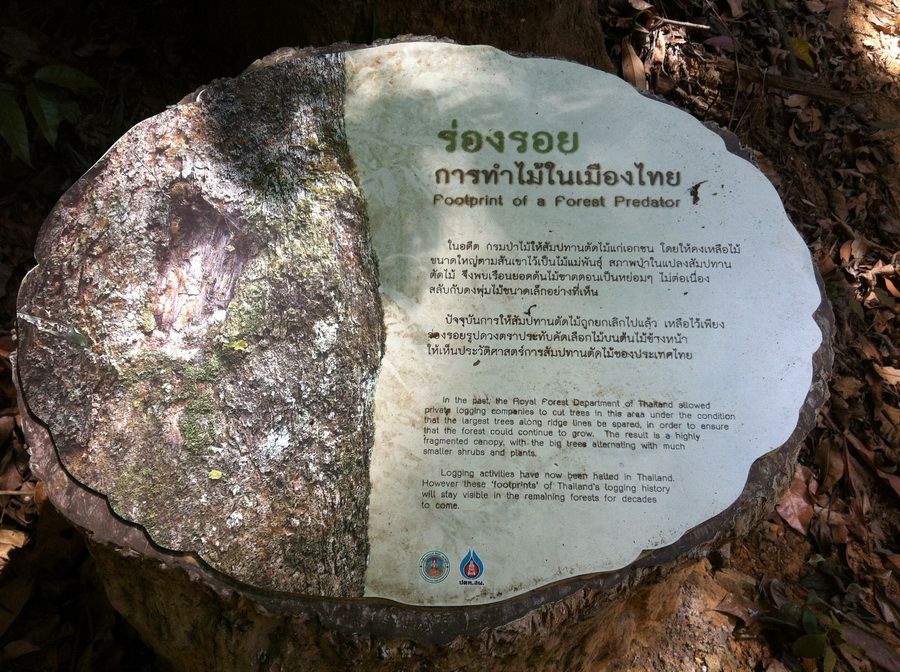 ร่องรอย
การทำไม้ในเมืองไทย
Footprint of a Forest Predator
ในอดีต กรมป่าไม้ให้สัมปทานตัดไม้แก่เอกชน โดยให้คงเหลือไม้
ขนาดใหญ่ตามสันเขาไว้เป็นไม้แม่พันธุ์ สภาพป่าในแปลงสัมปทาน
ตัดไม้ จึงพบเรือนยอดต้นไม้ขาดตอนเป็นหย่อมๆ ไม่ต่อเนื่อง
สลับกับดงพุ่มไม้ขนาดเล็กอย่างที่เห็น
ปัจจุบันการให้สัมปทานตัดไม้ถูกยกเลิกไปแล้ว เหลือไว้เพียง
ร่องรอยรูปดวงตราประทับคัดเลือกไม้บนต้นไม้ข้างหน้า
ให้เห็นประวัติศาสตร์การสัมปทานตัดไม้ของประเทศไทย
In the past, the Royal Forest Department of Thailand allowed
private logging companies to cut trees in this area under the condition
that the largest trees along ridge lines be spared, in order to ensure
that the forest could continue to grow. The result is a highly
fragmented canopy, with the big trees alternating with much
smaller shrubs and plants.
Logging activities have now been halted in Thailand.
However these 'footprints' of Thailand's logging history
will stay visible in the remaining forests for decades
to come.
ปตท.สผ.